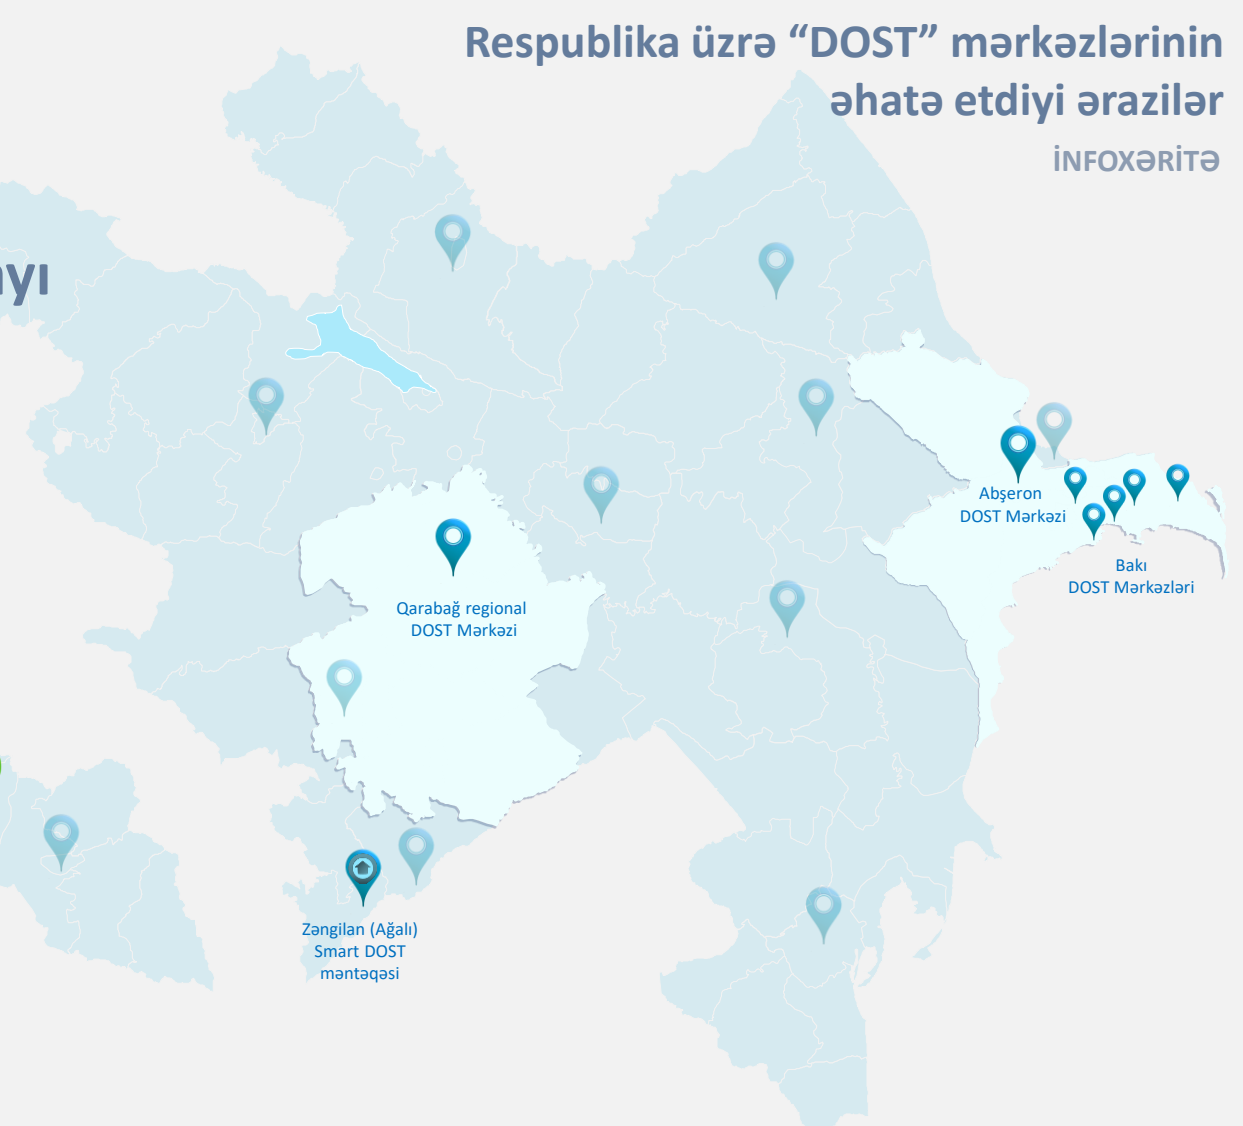 Respublika üzrə “DOST” mərkəzlərinin
əhatə etdiyi ərazilər
İNFOXƏRİTƏ
Abşeron
DOST Mərkəzi
Bakı
DOST Mərkəzləri
Qarabağ regional
DOST Mərkəzi
Zəngilan (Ağalı)
Smart DOST
məntəqəsi